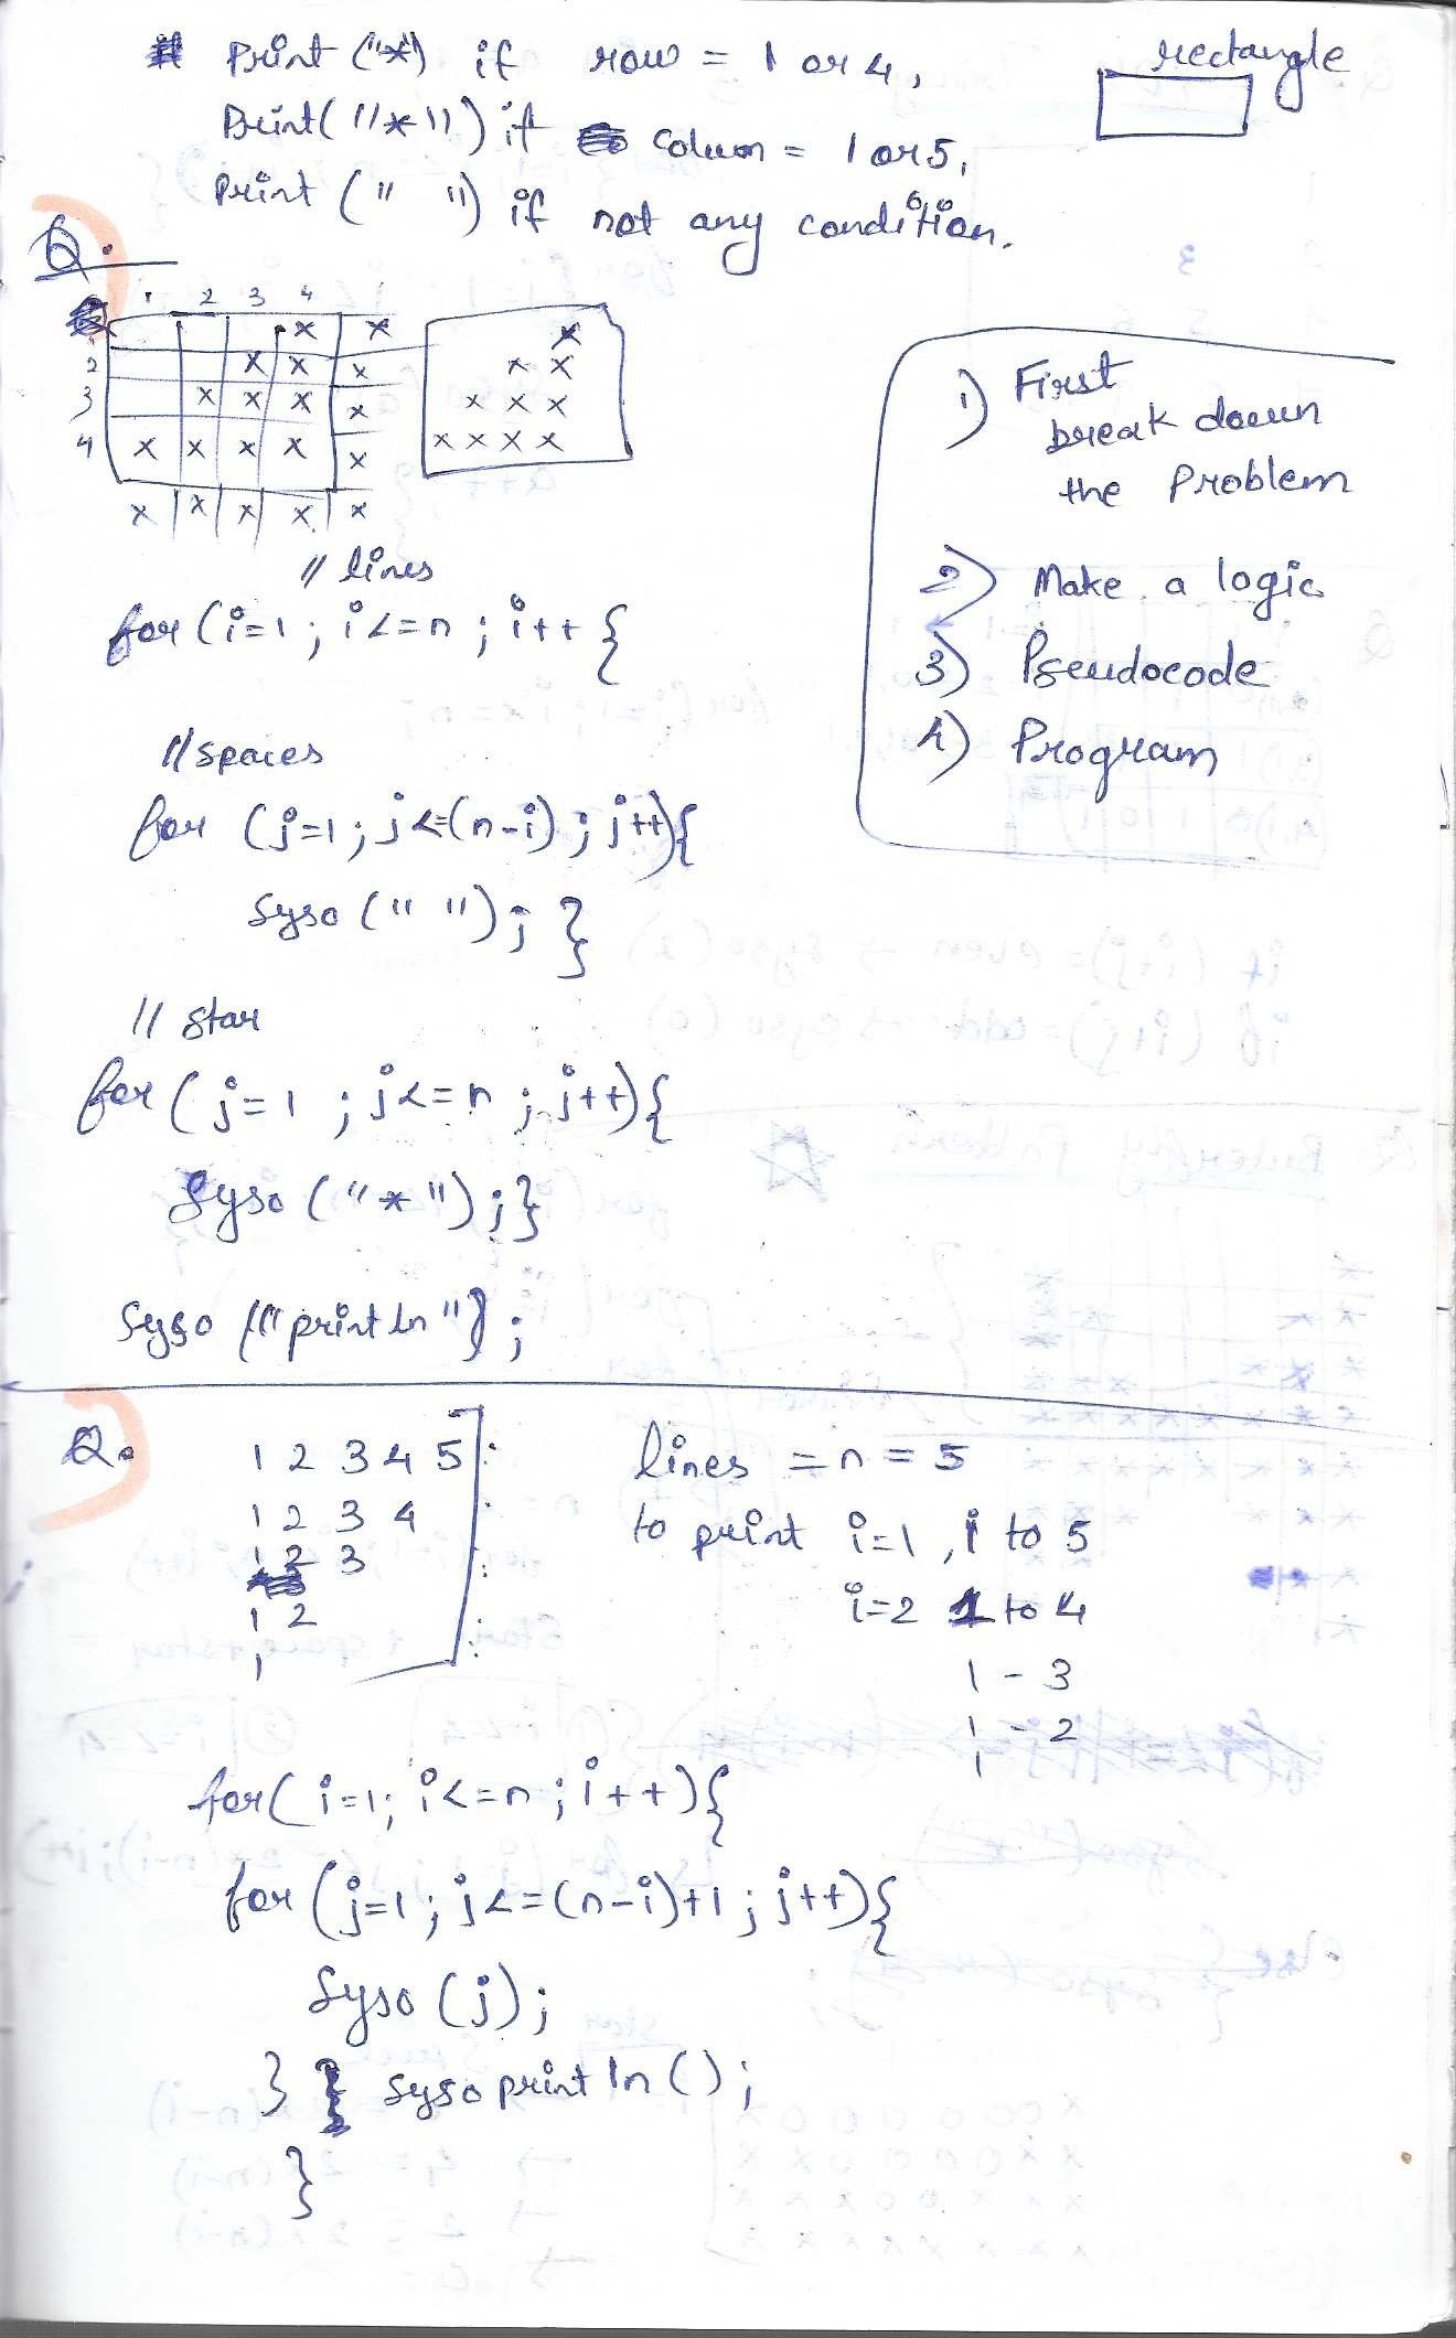 # Print ("*") if row = 1 or 4,
rectangle
Print("*") if column = 1 or 5,
Print (" ") if not any condition.
Q.
1 2 3 4
x x
2 x x x
3 x x x x
4 x x x x x
x x x x x
x
x x
x x x
x x x x
1) First
break down
the Problem
2) Make a logic
3) Pseudocode
4) Program
// lines
for (i=1 ; i<=n ; i++ {
// spaces
for (j=1 ; j<=(n-i) ; j++){
Syso (" ") ; }
// star
for ( j=1 ; j<=n ; j++){
Syso ("*") ;}
Syso ("println") ;
Q.
1 2 3 4 5
1 2 3 4
1 2 3
1 2
1
lines = n = 5
to print i=1, 1 to 5
i=2 1 to 4
1 - 3
1 - 2
1
for( i=1; i<=n ; i++){
for (j=1 ; j<=(n-i)+1 ; j++){
Syso (j) ;
} } syso println () ;
}